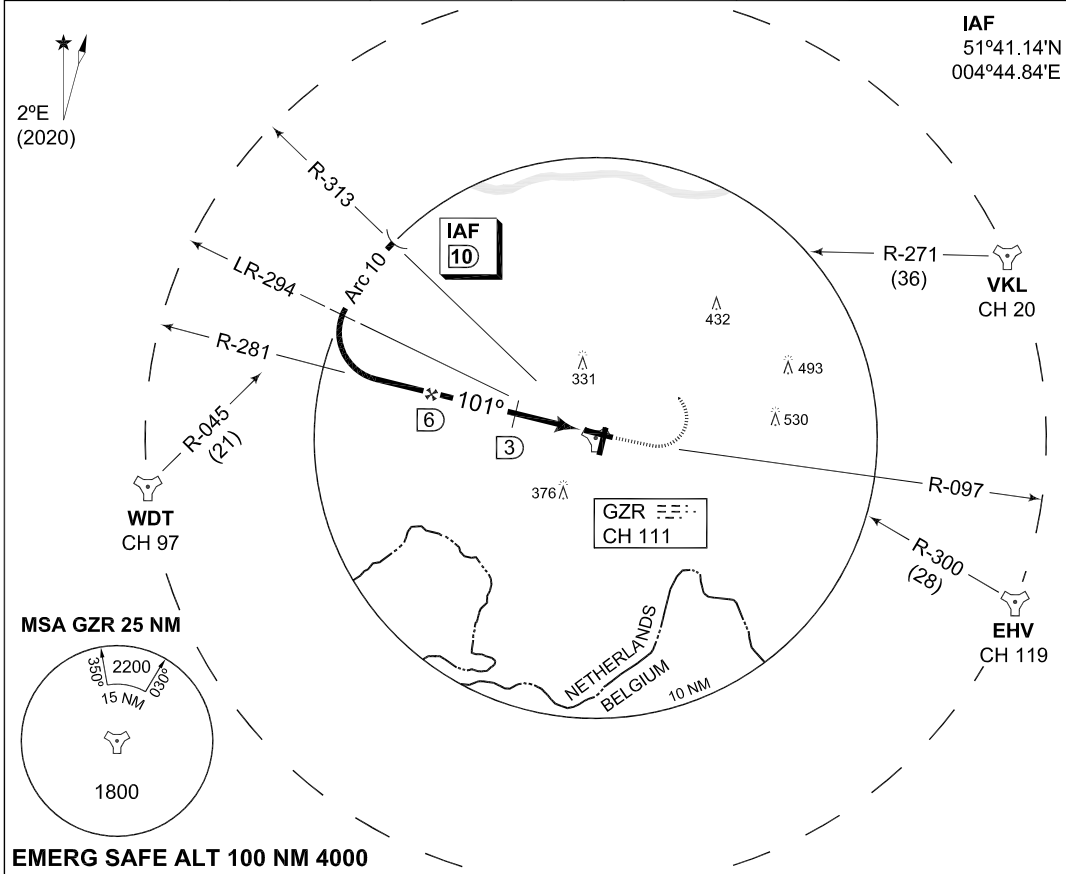 IAF
51º41.14'N
004º44.84'E
2ºE
(2020)
R-313
IAF
10
Arc 10
LR-294
R-281
R-271
(36)
VKL
CH 20
432
331
493
530
101º
6
3
R-045
(21)
WDT
CH 97
376
GZR
CH 111
R-097
R-300
(28)
EHV
CH 119
NETHERLANDS
BELGIUM
10 NM
MSA GZR 25 NM
350º
2200
030º
15 NM
1800
EMERG SAFE ALT 100 NM 4000